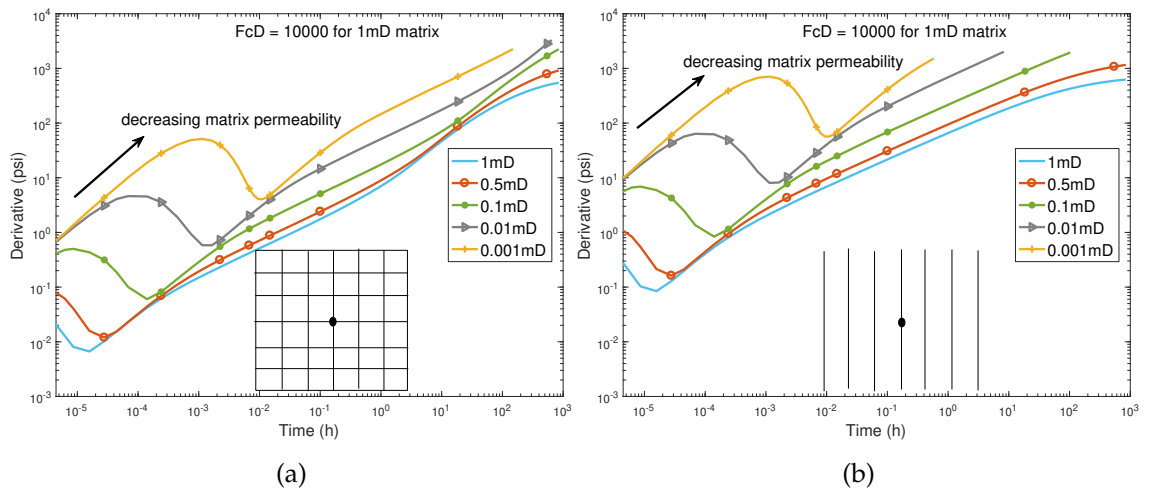 FcD = 10000 for 1mD matrix
decreasing matrix permeability
Derivative (psi)
10^4
10^3
10^2
10^1
10^0
10^-1
10^-2
10^-3
1mD
0.5mD
0.1mD
0.01mD
0.001mD
10^-5 10^-4 10^-3 10^-2 10^-1 10^0 10^1 10^2 10^3
Time (h)
(a)
FcD = 10000 for 1mD matrix
decreasing matrix permeability
Derivative (psi)
10^4
10^3
10^2
10^1
10^0
10^-1
10^-2
10^-3
1mD
0.5mD
0.1mD
0.01mD
0.001mD
10^-5 10^-4 10^-3 10^-2 10^-1 10^0 10^1 10^2 10^3
Time (h)
(b)